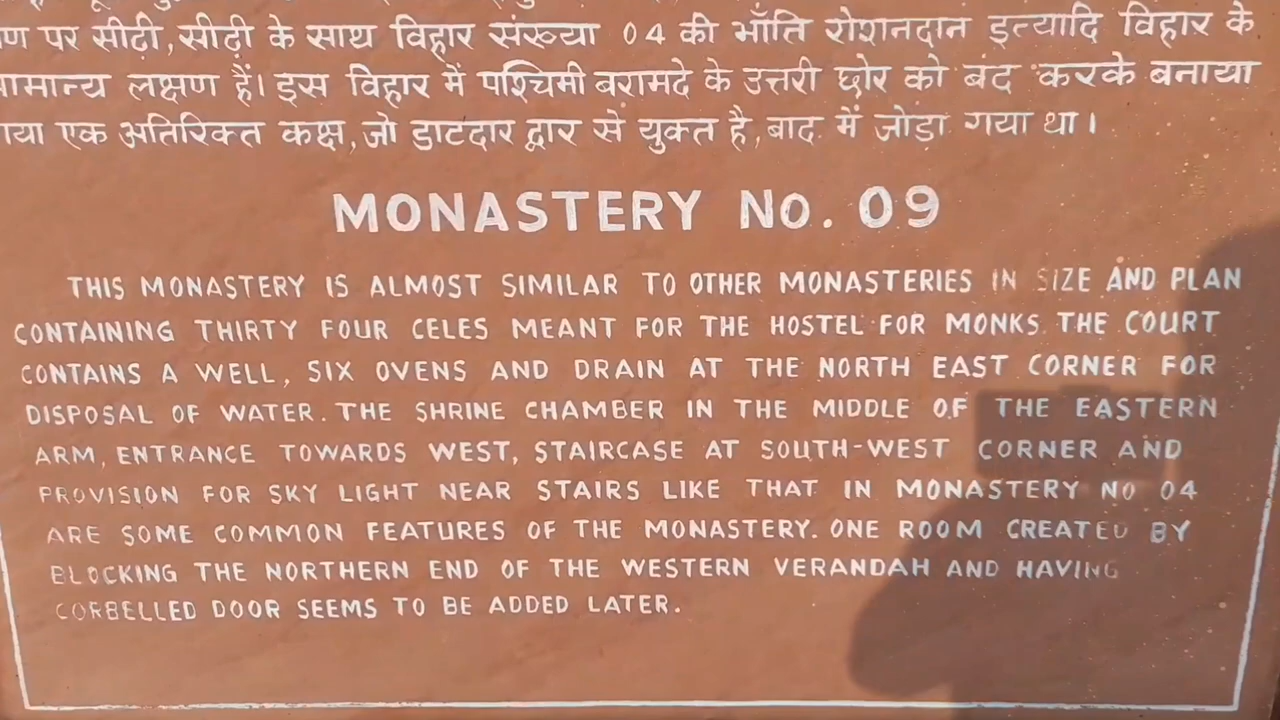 पर सीढ़ी, सीढ़ी के साथ विहार संख्या 04 की भाँति रोशनदान इत्यादि विहार के
लक्षण हैं। इस विहार में पश्चिमी बरामदे के उत्तरी छोर को बंद करके बनाया
एक अतिरिक्त कक्ष, जो डाटदार द्वार से युक्त है, बाद में जोड़ा गया था।
MONASTERY NO. 09
THIS MONASTERY IS ALMOST SIMILAR TO OTHER MONASTERIES IN SIZE AND PLAN
CONTAINING THIRTY FOUR CELES MEANT FOR THE HOSTEL FOR MONKS. THE COURT
CONTAINS A WELL, SIX OVENS AND DRAIN AT THE NORTH EAST CORNER FOR
DISPOSAL OF WATER. THE SHRINE CHAMBER IN THE MIDDLE OF THE EASTERN
ARM, ENTRANCE TOWARDS WEST, STAIRCASE AT SOUTH-WEST CORNER AND
PROVISION FOR SKY LIGHT NEAR STAIRS LIKE THAT IN MONASTERY NO 04
ARE SOME COMMON FEATURES OF THE MONASTERY. ONE ROOM CREATED BY
BLOCKING THE NORTHERN END OF THE WESTERN VERANDAH AND HAVING
CORBELLED DOOR SEEMS TO BE ADDED LATER.